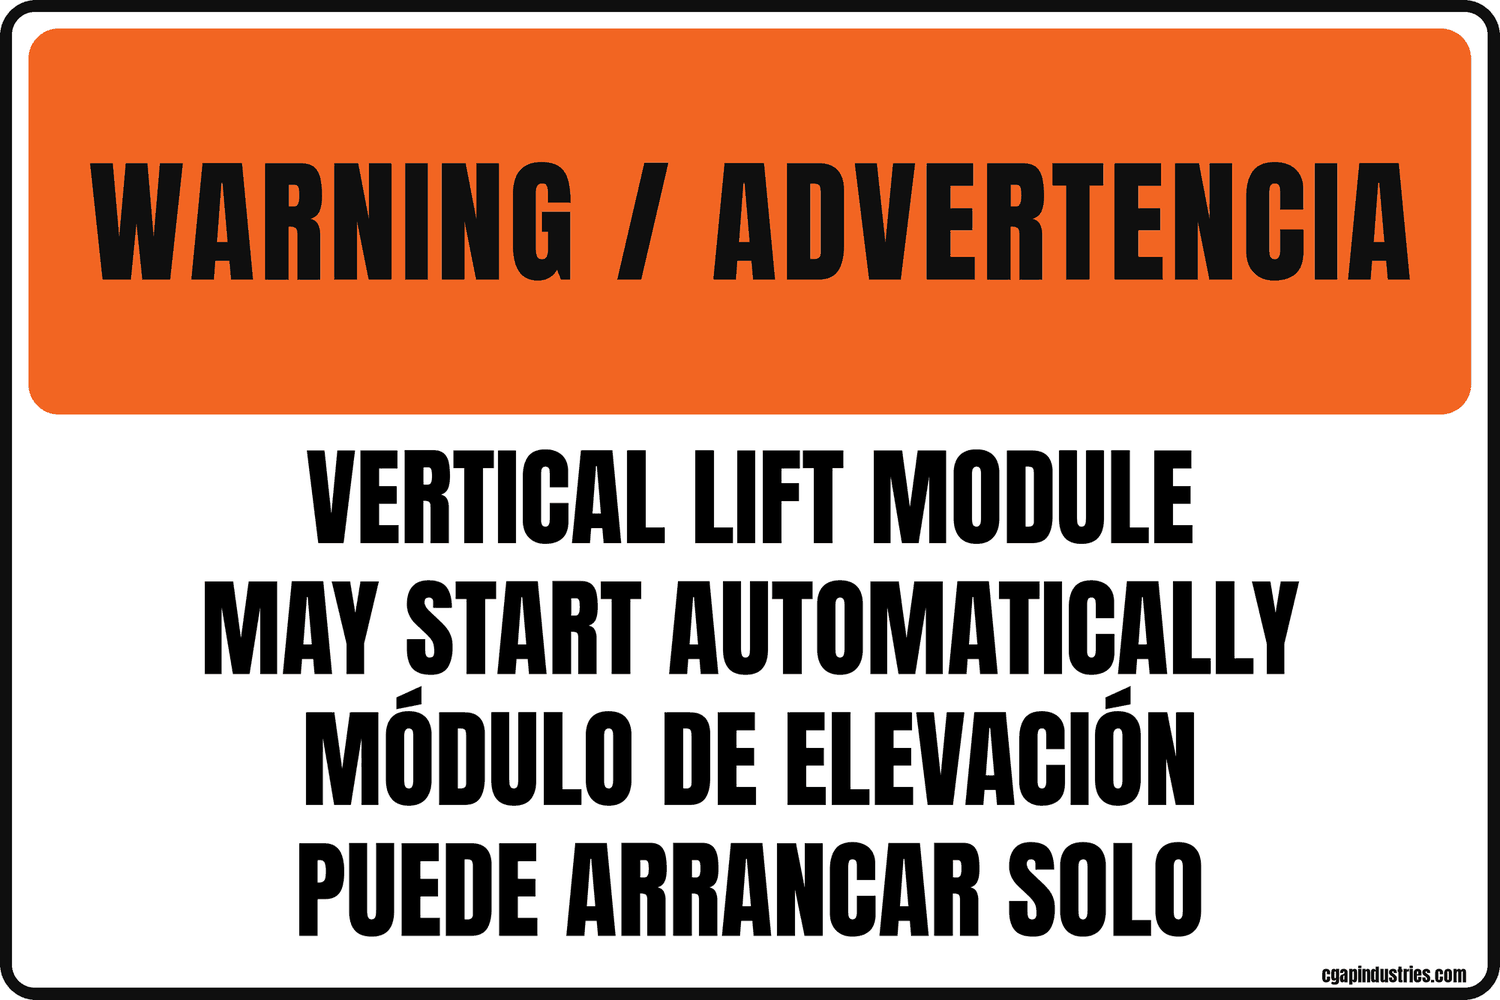 WARNING / ADVERTENCIA
VERTICAL LIFT MODULE
MAY START AUTOMATICALLY
MÓDULO DE ELEVACIÓN
PUEDE ARRANCAR SOLO
cgapindustries.com